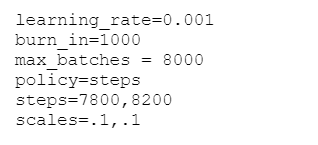 learning_rate=0.001
burn_in=1000
max_batches = 8000
policy=steps
steps=7800,8200
scales=.1,.1